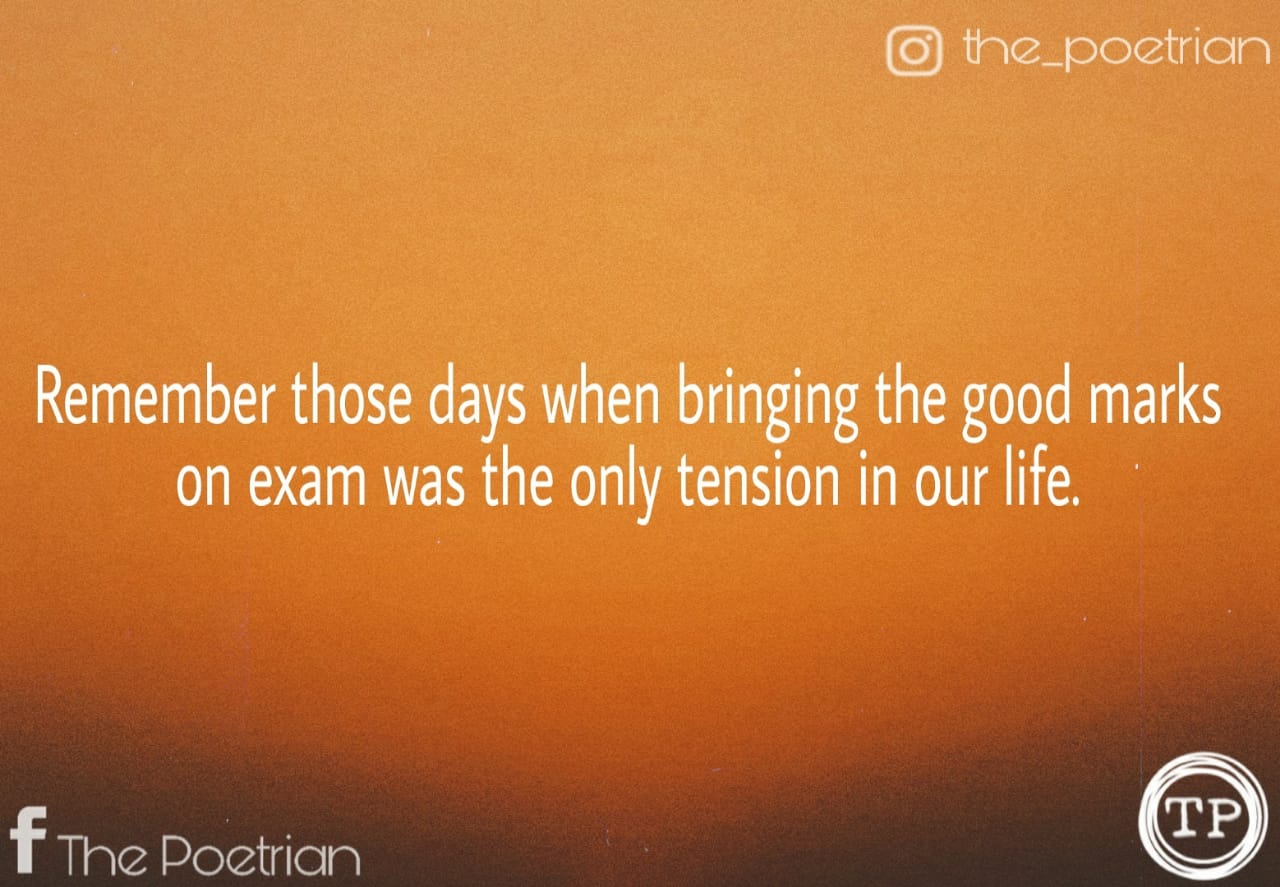 the_poetrian
Remember those days when bringing the good marks
on exam was the only tension in our life.
f The Poetrian
TP